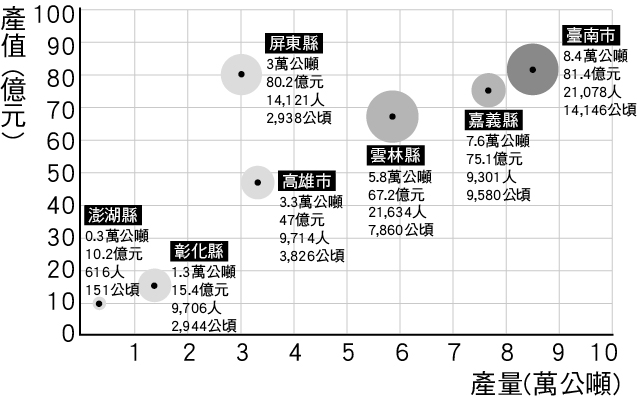 產值(億元)
100
90
80
70
60
50
40
30
20
10
0
屏東縣
3萬公噸
80.2億元
14,121人
2,938公頃
臺南市
8.4萬公噸
81.4億元
21,078人
14,146公頃
嘉義縣
7.6萬公噸
75.1億元
9,301人
9,580公頃
雲林縣
5.8萬公噸
67.2億元
21,634人
7,860公頃
高雄市
3.3萬公噸
47億元
9,714人
3,826公頃
澎湖縣
0.3萬公噸
10.2億元
616人
151公頃
彰化縣
1.3萬公噸
15.4億元
9,706人
2,944公頃
1 2 3 4 5 6 7 8 9 10
產量(萬公噸)